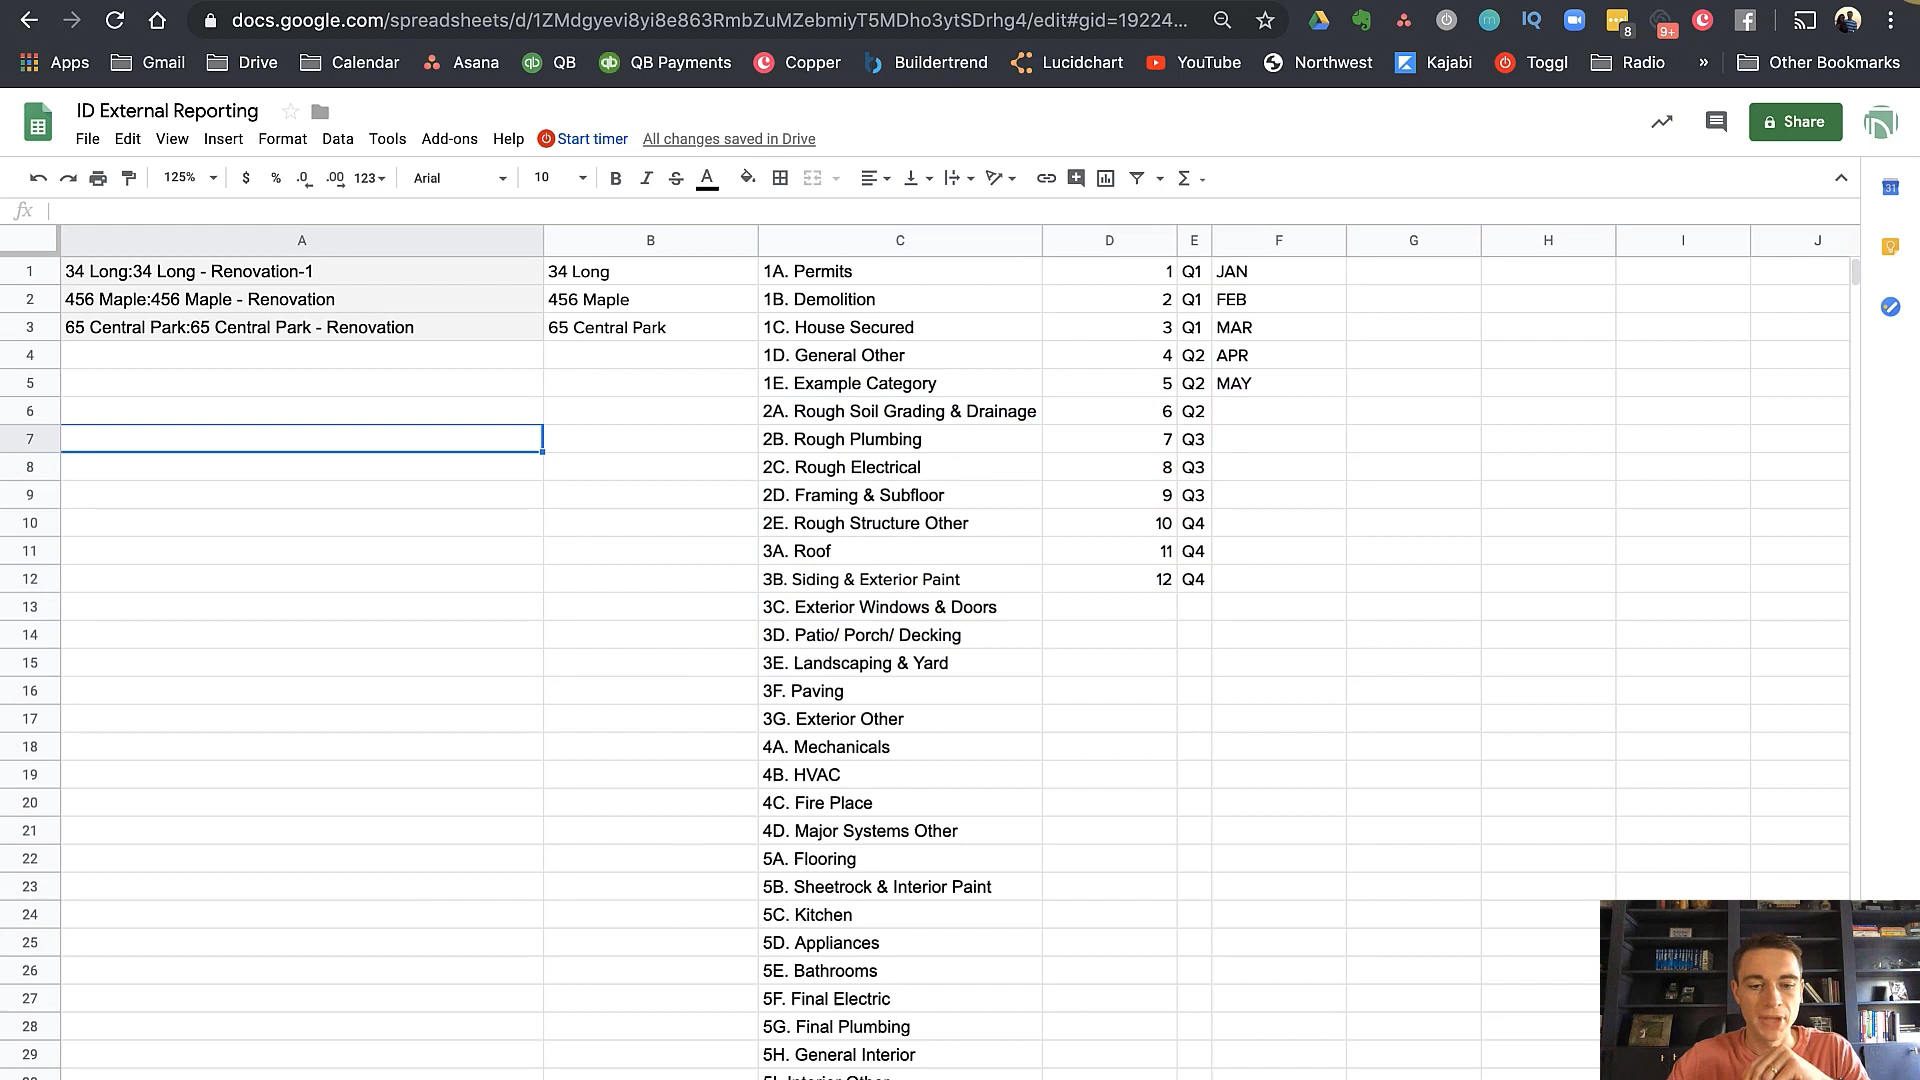 docs.google.com/spreadsheets/d/1ZMdgyevi8yi8e863RmbZuMZebmiyT5MDho3ytSDrhg4/edit#gid=19224...
8
9+
Apps Gmail Drive Calendar Asana QB QB Payments Copper Buildertrend Lucidchart YouTube Northwest Kajabi Toggl Radio » Other Bookmarks
ID External Reporting
File Edit View Insert Format Data Tools Add-ons Help Start timer All changes saved in Drive
Share
125% $ % .0 .00 123 Arial 10 B I S A Σ
31
fx
A B C D E F G H I J
1 34 Long:34 Long - Renovation-1 34 Long 1A. Permits 1 Q1 JAN
2 456 Maple:456 Maple - Renovation 456 Maple 1B. Demolition 2 Q1 FEB
3 65 Central Park:65 Central Park - Renovation 65 Central Park 1C. House Secured 3 Q1 MAR
4 1D. General Other 4 Q2 APR
5 1E. Example Category 5 Q2 MAY
6 2A. Rough Soil Grading & Drainage 6 Q2
7 2B. Rough Plumbing 7 Q3
8 2C. Rough Electrical 8 Q3
9 2D. Framing & Subfloor 9 Q3
10 2E. Rough Structure Other 10 Q4
11 3A. Roof 11 Q4
12 3B. Siding & Exterior Paint 12 Q4
13 3C. Exterior Windows & Doors
14 3D. Patio/ Porch/ Decking
15 3E. Landscaping & Yard
16 3F. Paving
17 3G. Exterior Other
18 4A. Mechanicals
19 4B. HVAC
20 4C. Fire Place
21 4D. Major Systems Other
22 5A. Flooring
23 5B. Sheetrock & Interior Paint
24 5C. Kitchen
25 5D. Appliances
26 5E. Bathrooms
27 5F. Final Electric
28 5G. Final Plumbing
29 5H. General Interior